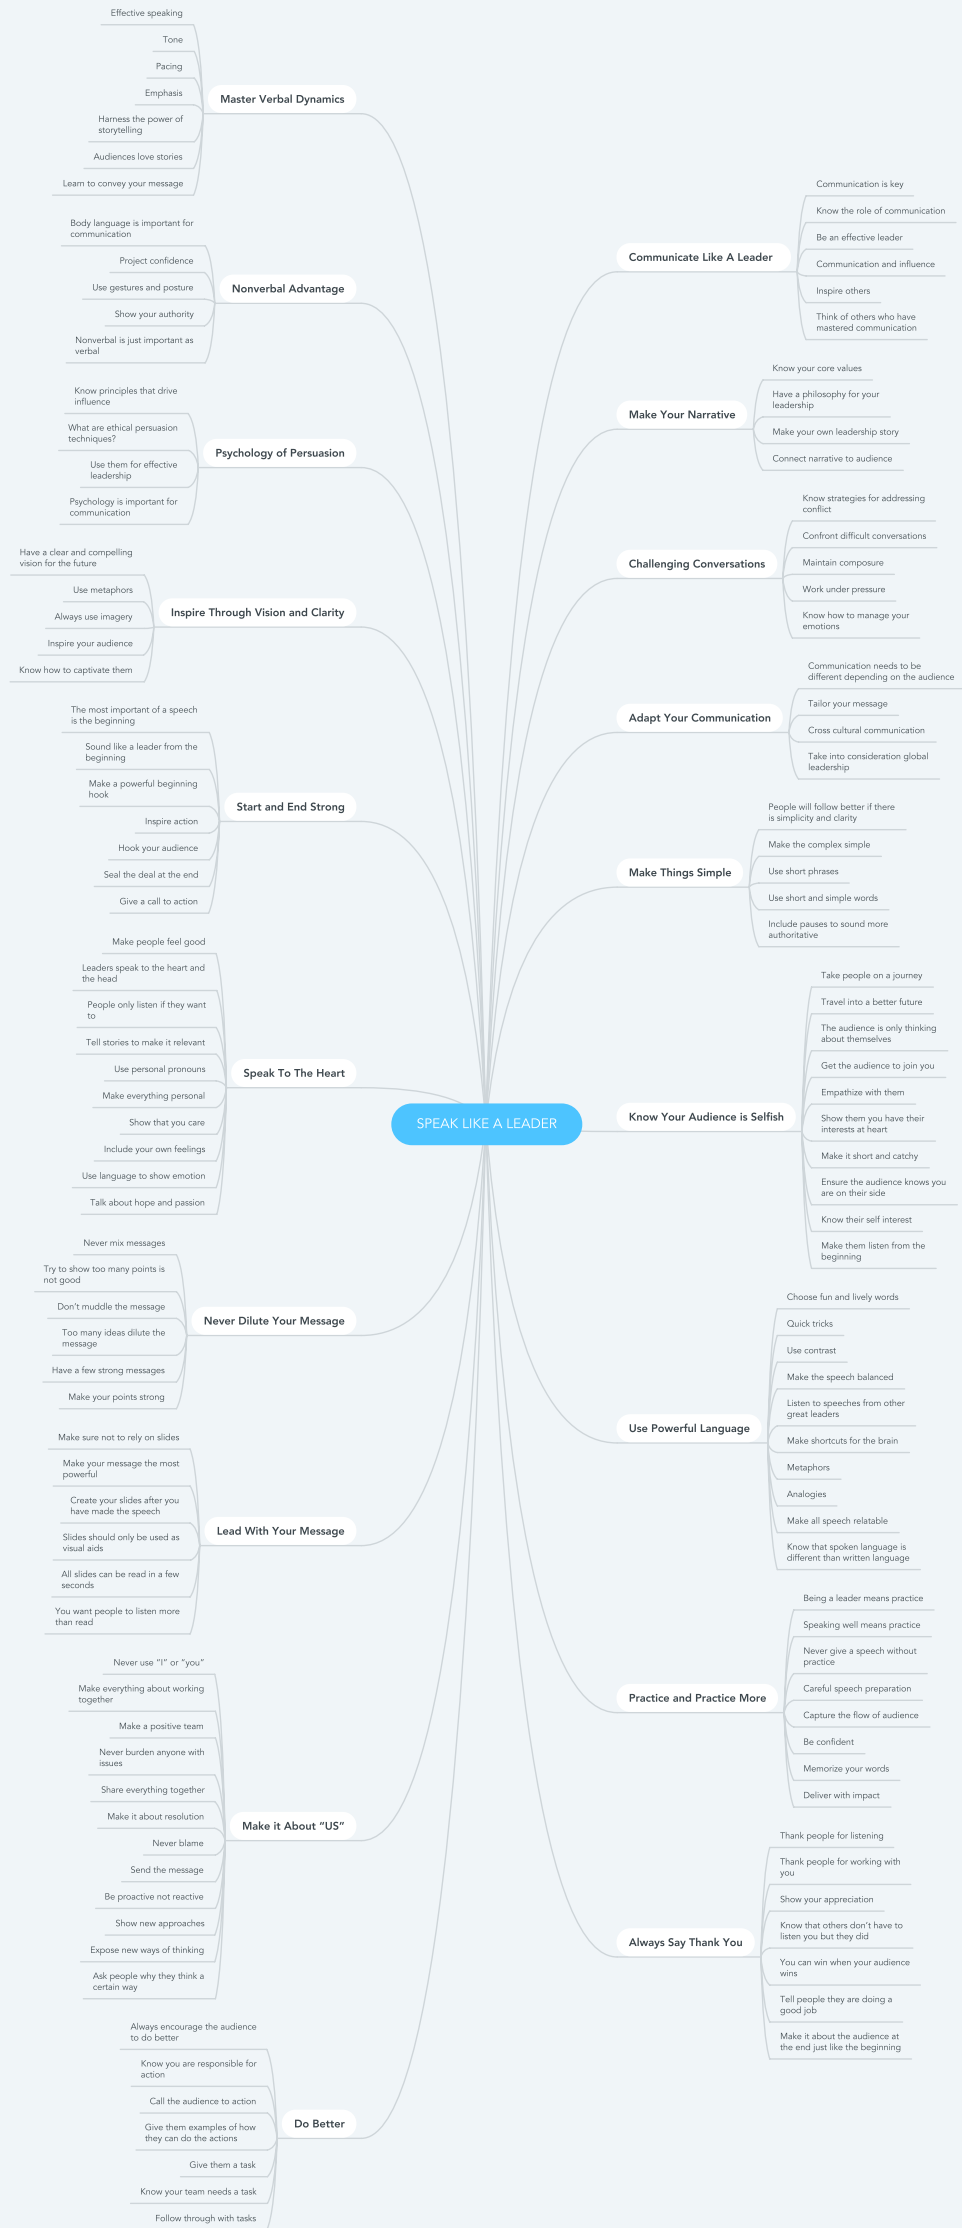 SPEAK LIKE A LEADER
Communicate Like A Leader
Communication is key
Know the role of communication
Be an effective leader
Communication and influence
Inspire others
Think of others who have
mastered communication
Make Your Narrative
Know your core values
Have a philosophy for your
leadership
Make your own leadership story
Connect narrative to audience
Challenging Conversations
Know strategies for addressing
conflict
Confront difficult conversations
Maintain composure
Work under pressure
Know how to manage your
emotions
Adapt Your Communication
Communication needs to be
different depending on the audience
Tailor your message
Cross cultural communication
Take into consideration global
leadership
Make Things Simple
People will follow better if there
is simplicity and clarity
Make the complex simple
Use short phrases
Use short and simple words
Include pauses to sound more
authoritative
Know Your Audience is Selfish
Take people on a journey
Travel into a better future
The audience is only thinking
about themselves
Get the audience to join you
Empathize with them
Show them you have their
interests at heart
Make it short and catchy
Ensure the audience knows you
are on their side
Know their self interest
Make them listen from the
beginning
Use Powerful Language
Choose fun and lively words
Quick tricks
Use contrast
Make the speech balanced
Listen to speeches from other
great leaders
Make shortcuts for the brain
Metaphors
Analogies
Make all speech relatable
Know that spoken language is
different than written language
Practice and Practice More
Being a leader means practice
Speaking well means practice
Never give a speech without
practice
Careful speech preparation
Capture the flow of audience
Be confident
Memorize your words
Deliver with impact
Always Say Thank You
Thank people for listening
Thank people for working with
you
Show your appreciation
Know that others don't have to
listen you but they did
You can win when your audience
wins
Tell people they are doing a
good job
Make it about the audience at
the end just like the beginning
Master Verbal Dynamics
Effective speaking
Tone
Pacing
Emphasis
Harness the power of
storytelling
Audiences love stories
Learn to convey your message
Nonverbal Advantage
Body language is important for
communication
Project confidence
Use gestures and posture
Show your authority
Nonverbal is just important as
verbal
Psychology of Persuasion
Know principles that drive
influence
What are ethical persuasion
techniques?
Use them for effective
leadership
Psychology is important for
communication
Inspire Through Vision and Clarity
Have a clear and compelling
vision for the future
Use metaphors
Always use imagery
Inspire your audience
Know how to captivate them
Start and End Strong
The most important of a speech
is the beginning
Sound like a leader from the
beginning
Make a powerful beginning
hook
Inspire action
Hook your audience
Seal the deal at the end
Give a call to action
Speak To The Heart
Make people feel good
Leaders speak to the heart and
the head
People only listen if they want
to
Tell stories to make it relevant
Use personal pronouns
Make everything personal
Show that you care
Include your own feelings
Use language to show emotion
Talk about hope and passion
Never Dilute Your Message
Never mix messages
Try to show too many points is
not good
Don't muddle the message
Too many ideas dilute the
message
Have a few strong messages
Make your points strong
Lead With Your Message
Make sure not to rely on slides
Make your message the most
powerful
Create your slides after you
have made the speech
Slides should only be used as
visual aids
All slides can be read in a few
seconds
You want people to listen more
than read
Make it About “US”
Never use “I” or “you”
Make everything about working
together
Make a positive team
Never burden anyone with
issues
Share everything together
Make it about resolution
Never blame
Send the message
Be proactive not reactive
Show new approaches
Expose new ways of thinking
Ask people why they think a
certain way
Do Better
Always encourage the audience
to do better
Know you are responsible for
action
Call the audience to action
Give them examples of how
they can do the actions
Give them a task
Know your team needs a task
Follow through with tasks